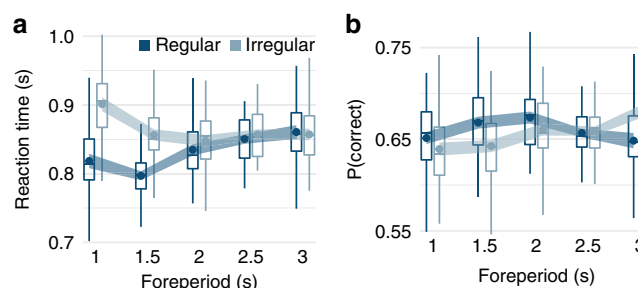 a
b
1.0
0.9
0.8
0.7
Reaction time (s)
Regular Irregular
1 1.5 2 2.5 3
Foreperiod (s)
0.75
0.65
0.55
P(correct)
1 1.5 2 2.5 3
Foreperiod (s)